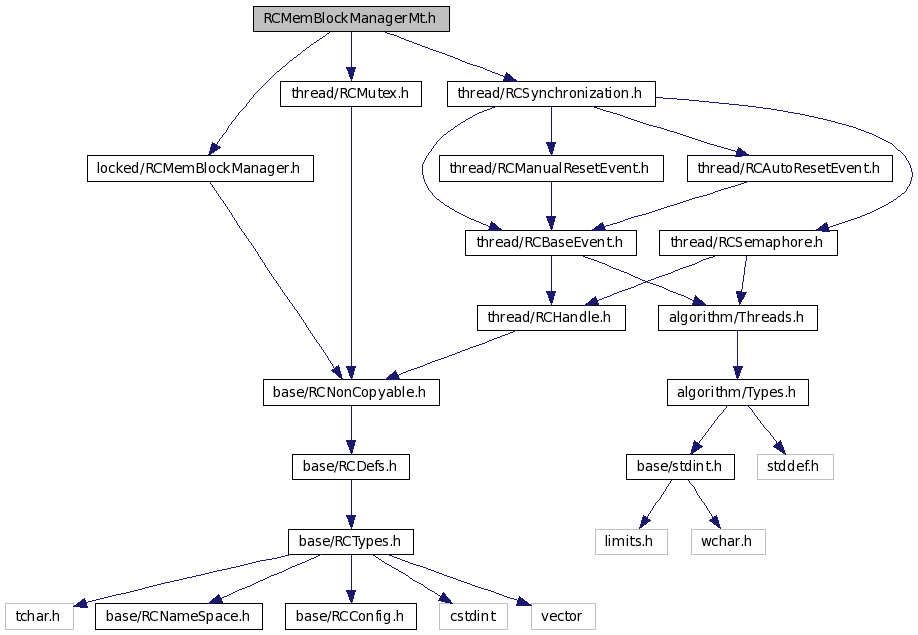 RCMemBlockManagerMt.h
thread/RCMutex.h
thread/RCSynchronization.h
locked/RCMemBlockManager.h
thread/RCManualResetEvent.h
thread/RCAutoResetEvent.h
thread/RCBaseEvent.h
thread/RCSemaphore.h
thread/RCHandle.h
algorithm/Threads.h
base/RCNonCopyable.h
algorithm/Types.h
base/RCDefs.h
base/stdint.h
stddef.h
base/RCTypes.h
limits.h
wchar.h
tchar.h
base/RCNameSpace.h
base/RCConfig.h
cstdint
vector